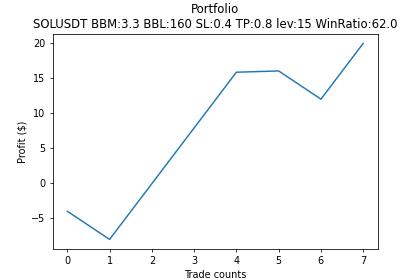 Portfolio
SOLUSDT BBM:3.3 BBL:160 SL:0.4 TP:0.8 lev:15 WinRatio:62.0
20
15
10
5
0
−5
Profit ($)
0 1 2 3 4 5 6 7
Trade counts